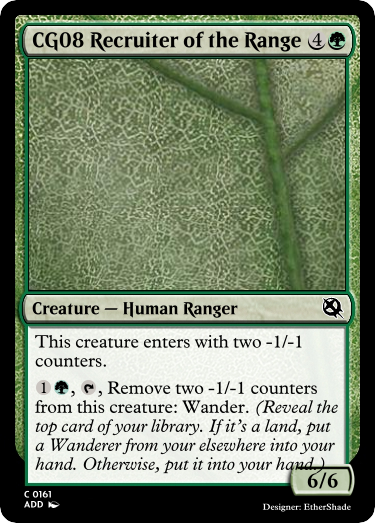 CG08 Recruiter of the Range 4
Creature — Human Ranger
This creature enters with two -1/-1
counters.
1 , , Remove two -1/-1 counters
from this creature: Wander. (Reveal the
top card of your library. If it's a land, put
a Wanderer from your elsewhere into your
hand. Otherwise, put it into your hand.)
6/6
C 0161
ADD
Designer: EtherShade